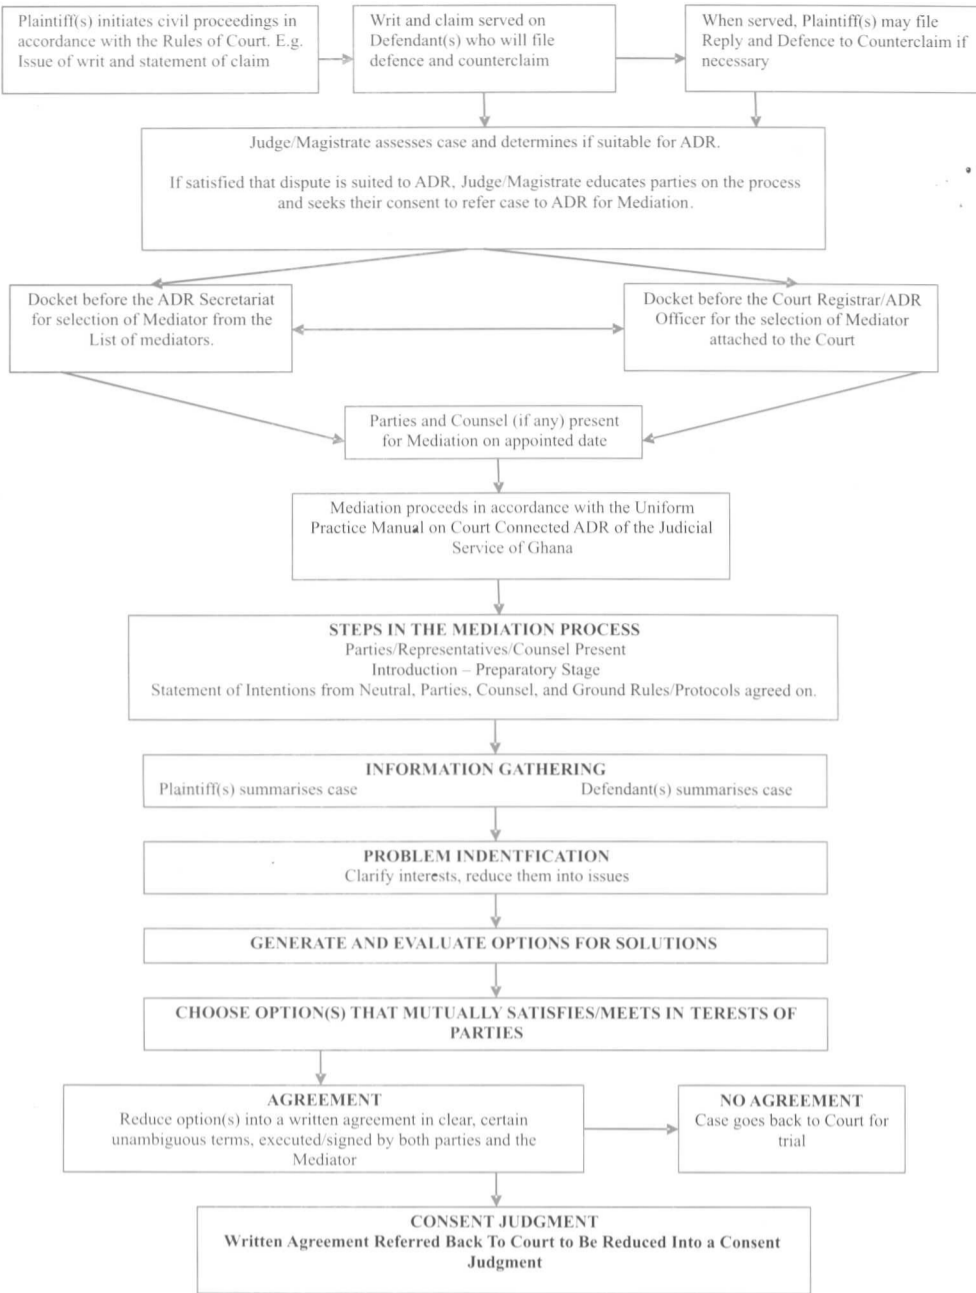 Plaintiff(s) initiates civil proceedings in
accordance with the Rules of Court. E.g.
Issue of writ and statement of claim
Writ and claim served on
Defendant(s) who will file
defence and counterclaim
When served, Plaintiff(s) may file
Reply and Defence to Counterclaim if
necessary
Judge/Magistrate assesses case and determines if suitable for ADR.
If satisfied that dispute is suited to ADR, Judge/Magistrate educates parties on the process
and seeks their consent to refer case to ADR for Mediation.
Docket before the ADR Secretariat
for selection of Mediator from the
List of mediators.
Docket before the Court Registrar/ADR
Officer for the selection of Mediator
attached to the Court
Parties and Counsel (if any) present
for Mediation on appointed date
Mediation proceeds in accordance with the Uniform
Practice Manual on Court Connected ADR of the Judicial
Service of Ghana
STEPS IN THE MEDIATION PROCESS
Parties/Representatives/Counsel Present
Introduction – Preparatory Stage
Statement of Intentions from Neutral, Parties, Counsel, and Ground Rules/Protocols agreed on.
INFORMATION GATHERING
Plaintiff(s) summarises case
Defendant(s) summarises case
PROBLEM INDENTFICATION
Clarify interests, reduce them into issues
GENERATE AND EVALUATE OPTIONS FOR SOLUTIONS
CHOOSE OPTION(S) THAT MUTUALLY SATISFIES/MEETS IN TERESTS OF
PARTIES
AGREEMENT
Reduce option(s) into a written agreement in clear, certain
unambiguous terms, executed/signed by both parties and the
Mediator
NO AGREEMENT
Case goes back to Court for
trial
CONSENT JUDGMENT
Written Agreement Referred Back To Court to Be Reduced Into a Consent
Judgment